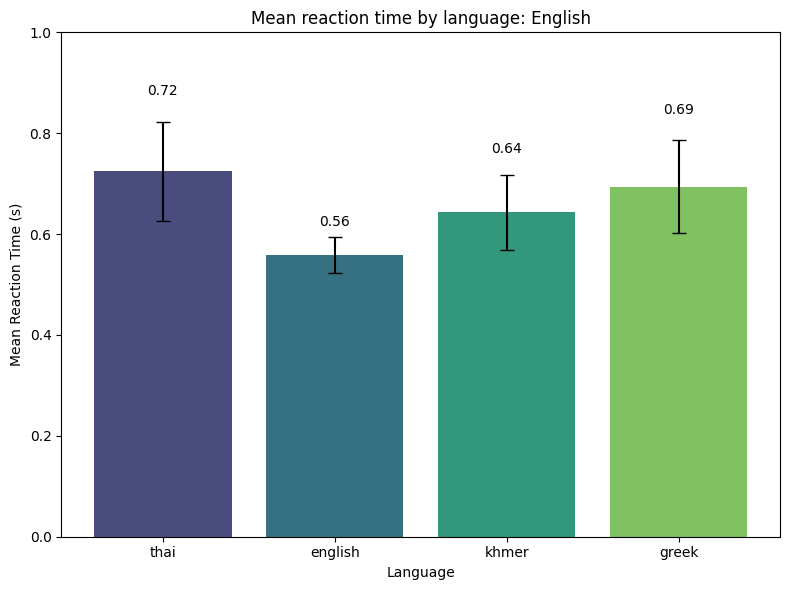 Mean reaction time by language: English
1.0
0.8
0.6
0.4
0.2
0.0
Mean Reaction Time (s)
0.72
0.56
0.64
0.69
thai
english
khmer
greek
Language